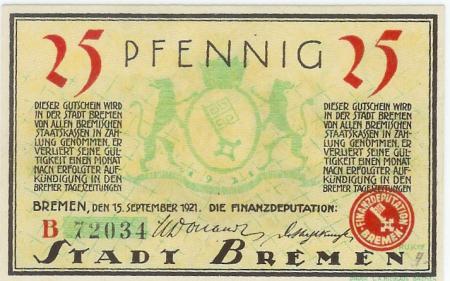 25 PFENNIG 25
DIESER GUTSCHEIN WIRD
IN DER STADT BREMEN
VON ALLEN BREMISCHEN
STAATSKASSEN IN ZAH-
LUNG GENOMMEN. ER
VERLIERT SEINE GÜL-
TIGKEIT EINEN MONAT
NACH ERFOLGTER AUF-
KÜNDIGUNG IN DEN
BREMER TAGESZEITUNGEN
DIESER GUTSCHEIN WIRD
IN DER STADT BREMEN
VON ALLEN BREMISCHEN
STAATSKASSEN IN ZAH-
LUNG GENOMMEN. ER
VERLIERT SEINE GÜL-
TIGKEIT EINEN MONAT
NACH ERFOLGTER AUF-
KÜNDIGUNG IN DEN
BREMER TAGESZEITUNGEN
1921
BREMEN, DEN 15. SEPTEMBER 1921. DIE FINANZDEPUTATION:
B 72034
FINANZDEPUTATION
BREMEN
STADT BREMEN